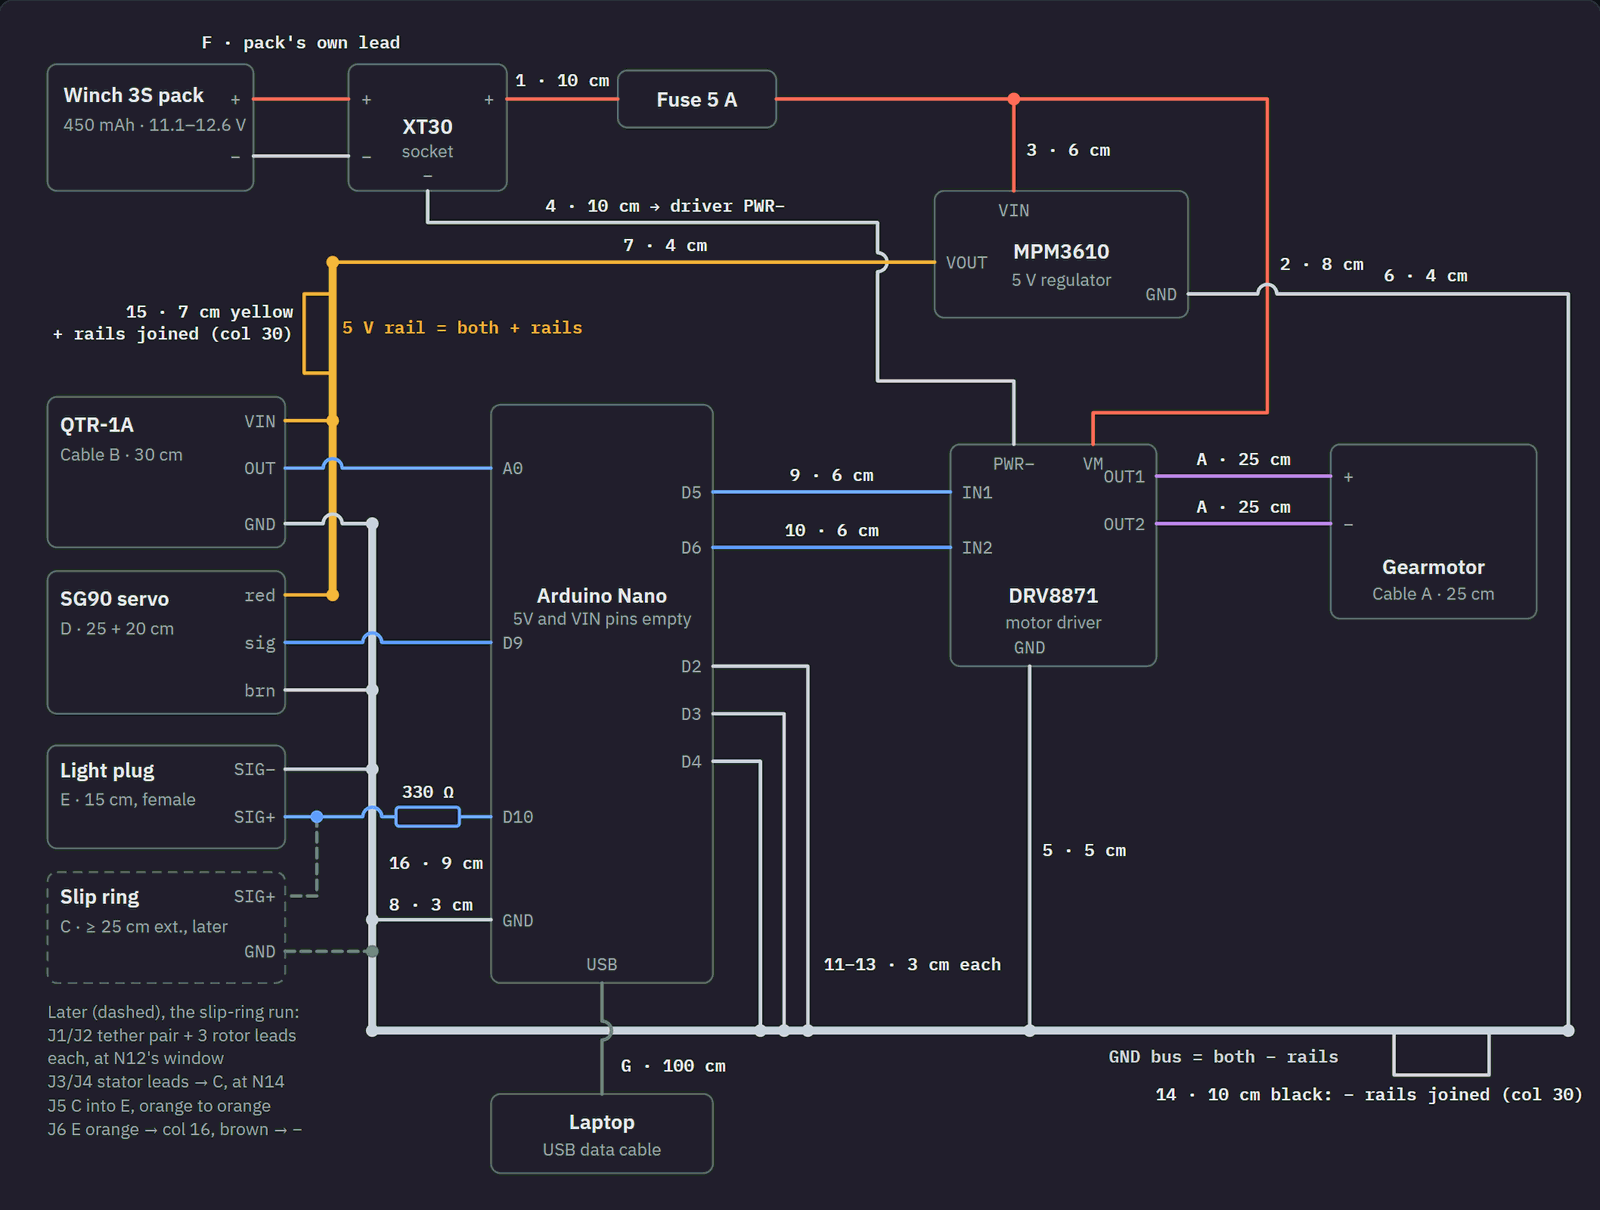 F · pack's own lead
Winch 3S pack
450 mAh · 11.1–12.6 V
+
−
+
−
+
XT30
socket
−
1 · 10 cm
Fuse 5 A
3 · 6 cm
4 · 10 cm → driver PWR−
7 · 4 cm
VIN
MPM3610
VOUT
5 V regulator
GND
2 · 8 cm
6 · 4 cm
15 · 7 cm yellow
+ rails joined (col 30)
5 V rail = both + rails
QTR-1A
Cable B · 30 cm
VIN
OUT
GND
SG90 servo
D · 25 + 20 cm
red
sig
brn
Light plug
E · 15 cm, female
SIG−
SIG+
330 Ω
16 · 9 cm
8 · 3 cm
Slip ring
C · ≥ 25 cm ext., later
SIG+
GND
Later (dashed), the slip-ring run:
J1/J2 tether pair + 3 rotor leads
each, at N12's window
J3/J4 stator leads → C, at N14
J5 C into E, orange to orange
J6 E orange → col 16, brown → −
A0
D5
D6
Arduino Nano
5V and VIN pins empty
D9
D2
D3
D4
D10
GND
USB
9 · 6 cm
10 · 6 cm
PWR−
VM
OUT1
IN1
OUT2
IN2
DRV8871
motor driver
GND
A · 25 cm
A · 25 cm
+
−
Gearmotor
Cable A · 25 cm
5 · 5 cm
11–13 · 3 cm each
G · 100 cm
Laptop
USB data cable
GND bus = both − rails
14 · 10 cm black: − rails joined (col 30)